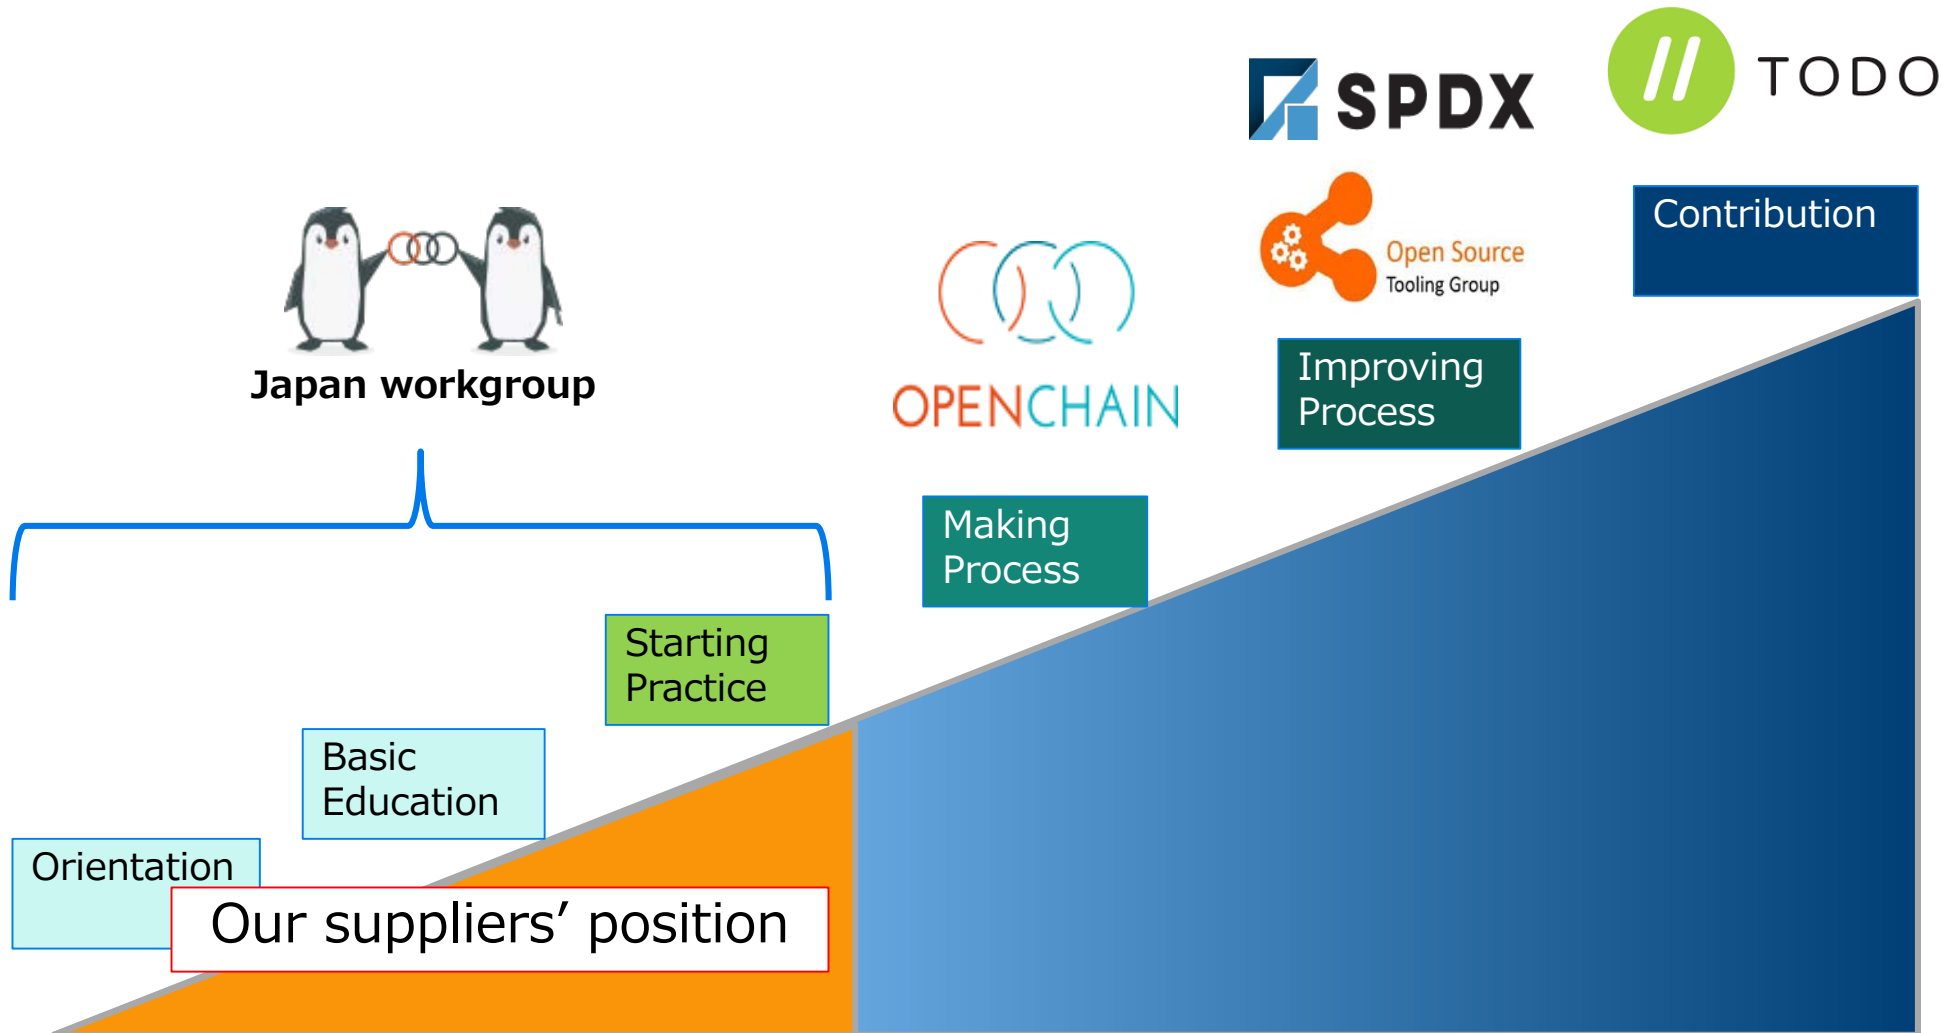 TODO
SPDX
Open Source
Tooling Group
Contribution
Japan workgroup
OPENCHAIN
Improving
Process
Making
Process
Starting
Practice
Basic
Education
Orientation
Our suppliers’ position